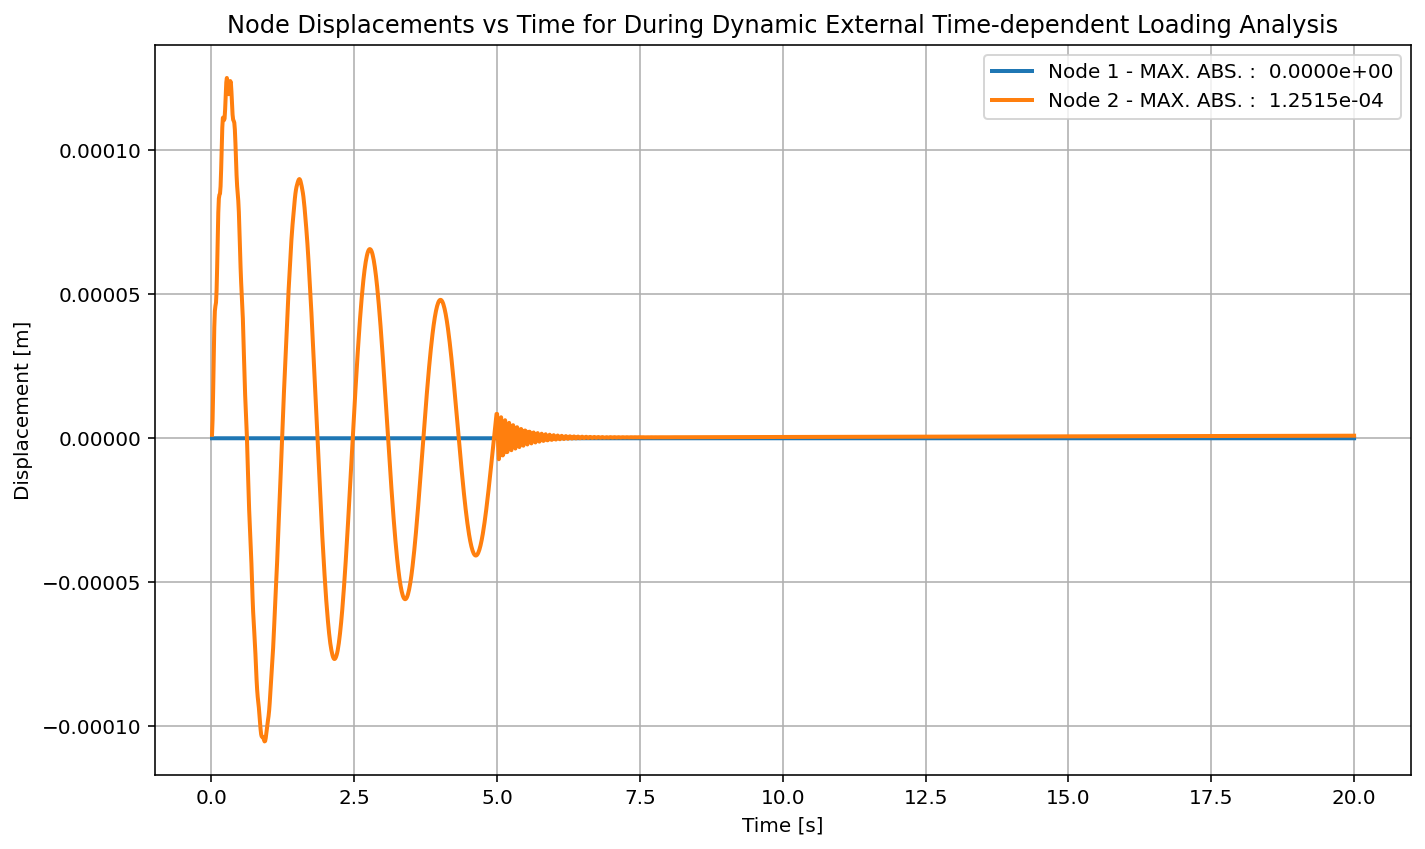 Node Displacements vs Time for During Dynamic External Time-dependent Loading Analysis
Node 1 - MAX. ABS. :  0.0000e+00
Node 2 - MAX. ABS. :  1.2515e-04
Displacement [m]
0.00010
0.00005
0.00000
−0.00005
−0.00010
0.0 2.5 5.0 7.5 10.0 12.5 15.0 17.5 20.0
Time [s]